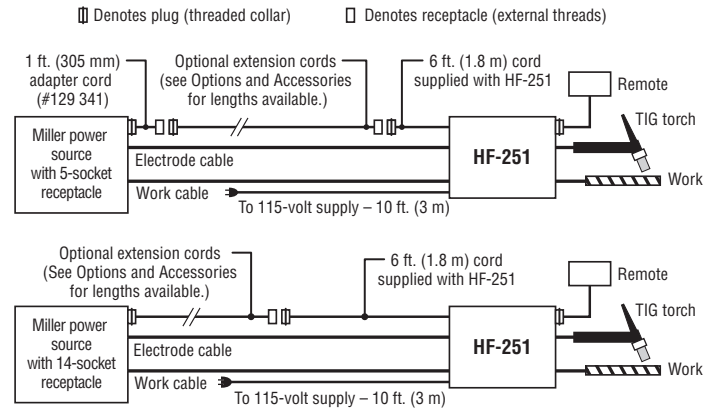 Denotes plug (threaded collar)
Denotes receptacle (external threads)
1 ft. (305 mm)
adapter cord
(#129 341)
Optional extension cords
(see Options and Accessories
for lengths available.)
6 ft. (1.8 m) cord
supplied with HF-251
Remote
TIG torch
Miller power
source
with 5-socket
receptacle
HF-251
Electrode cable
Work cable
Work
To 115-volt supply – 10 ft. (3 m)
Optional extension cords
(See Options and Accessories
for lengths available.)
6 ft. (1.8 m) cord
supplied with HF-251
Remote
TIG torch
Miller power
source
with 14-socket
receptacle
HF-251
Electrode cable
Work cable
Work
To 115-volt supply – 10 ft. (3 m)